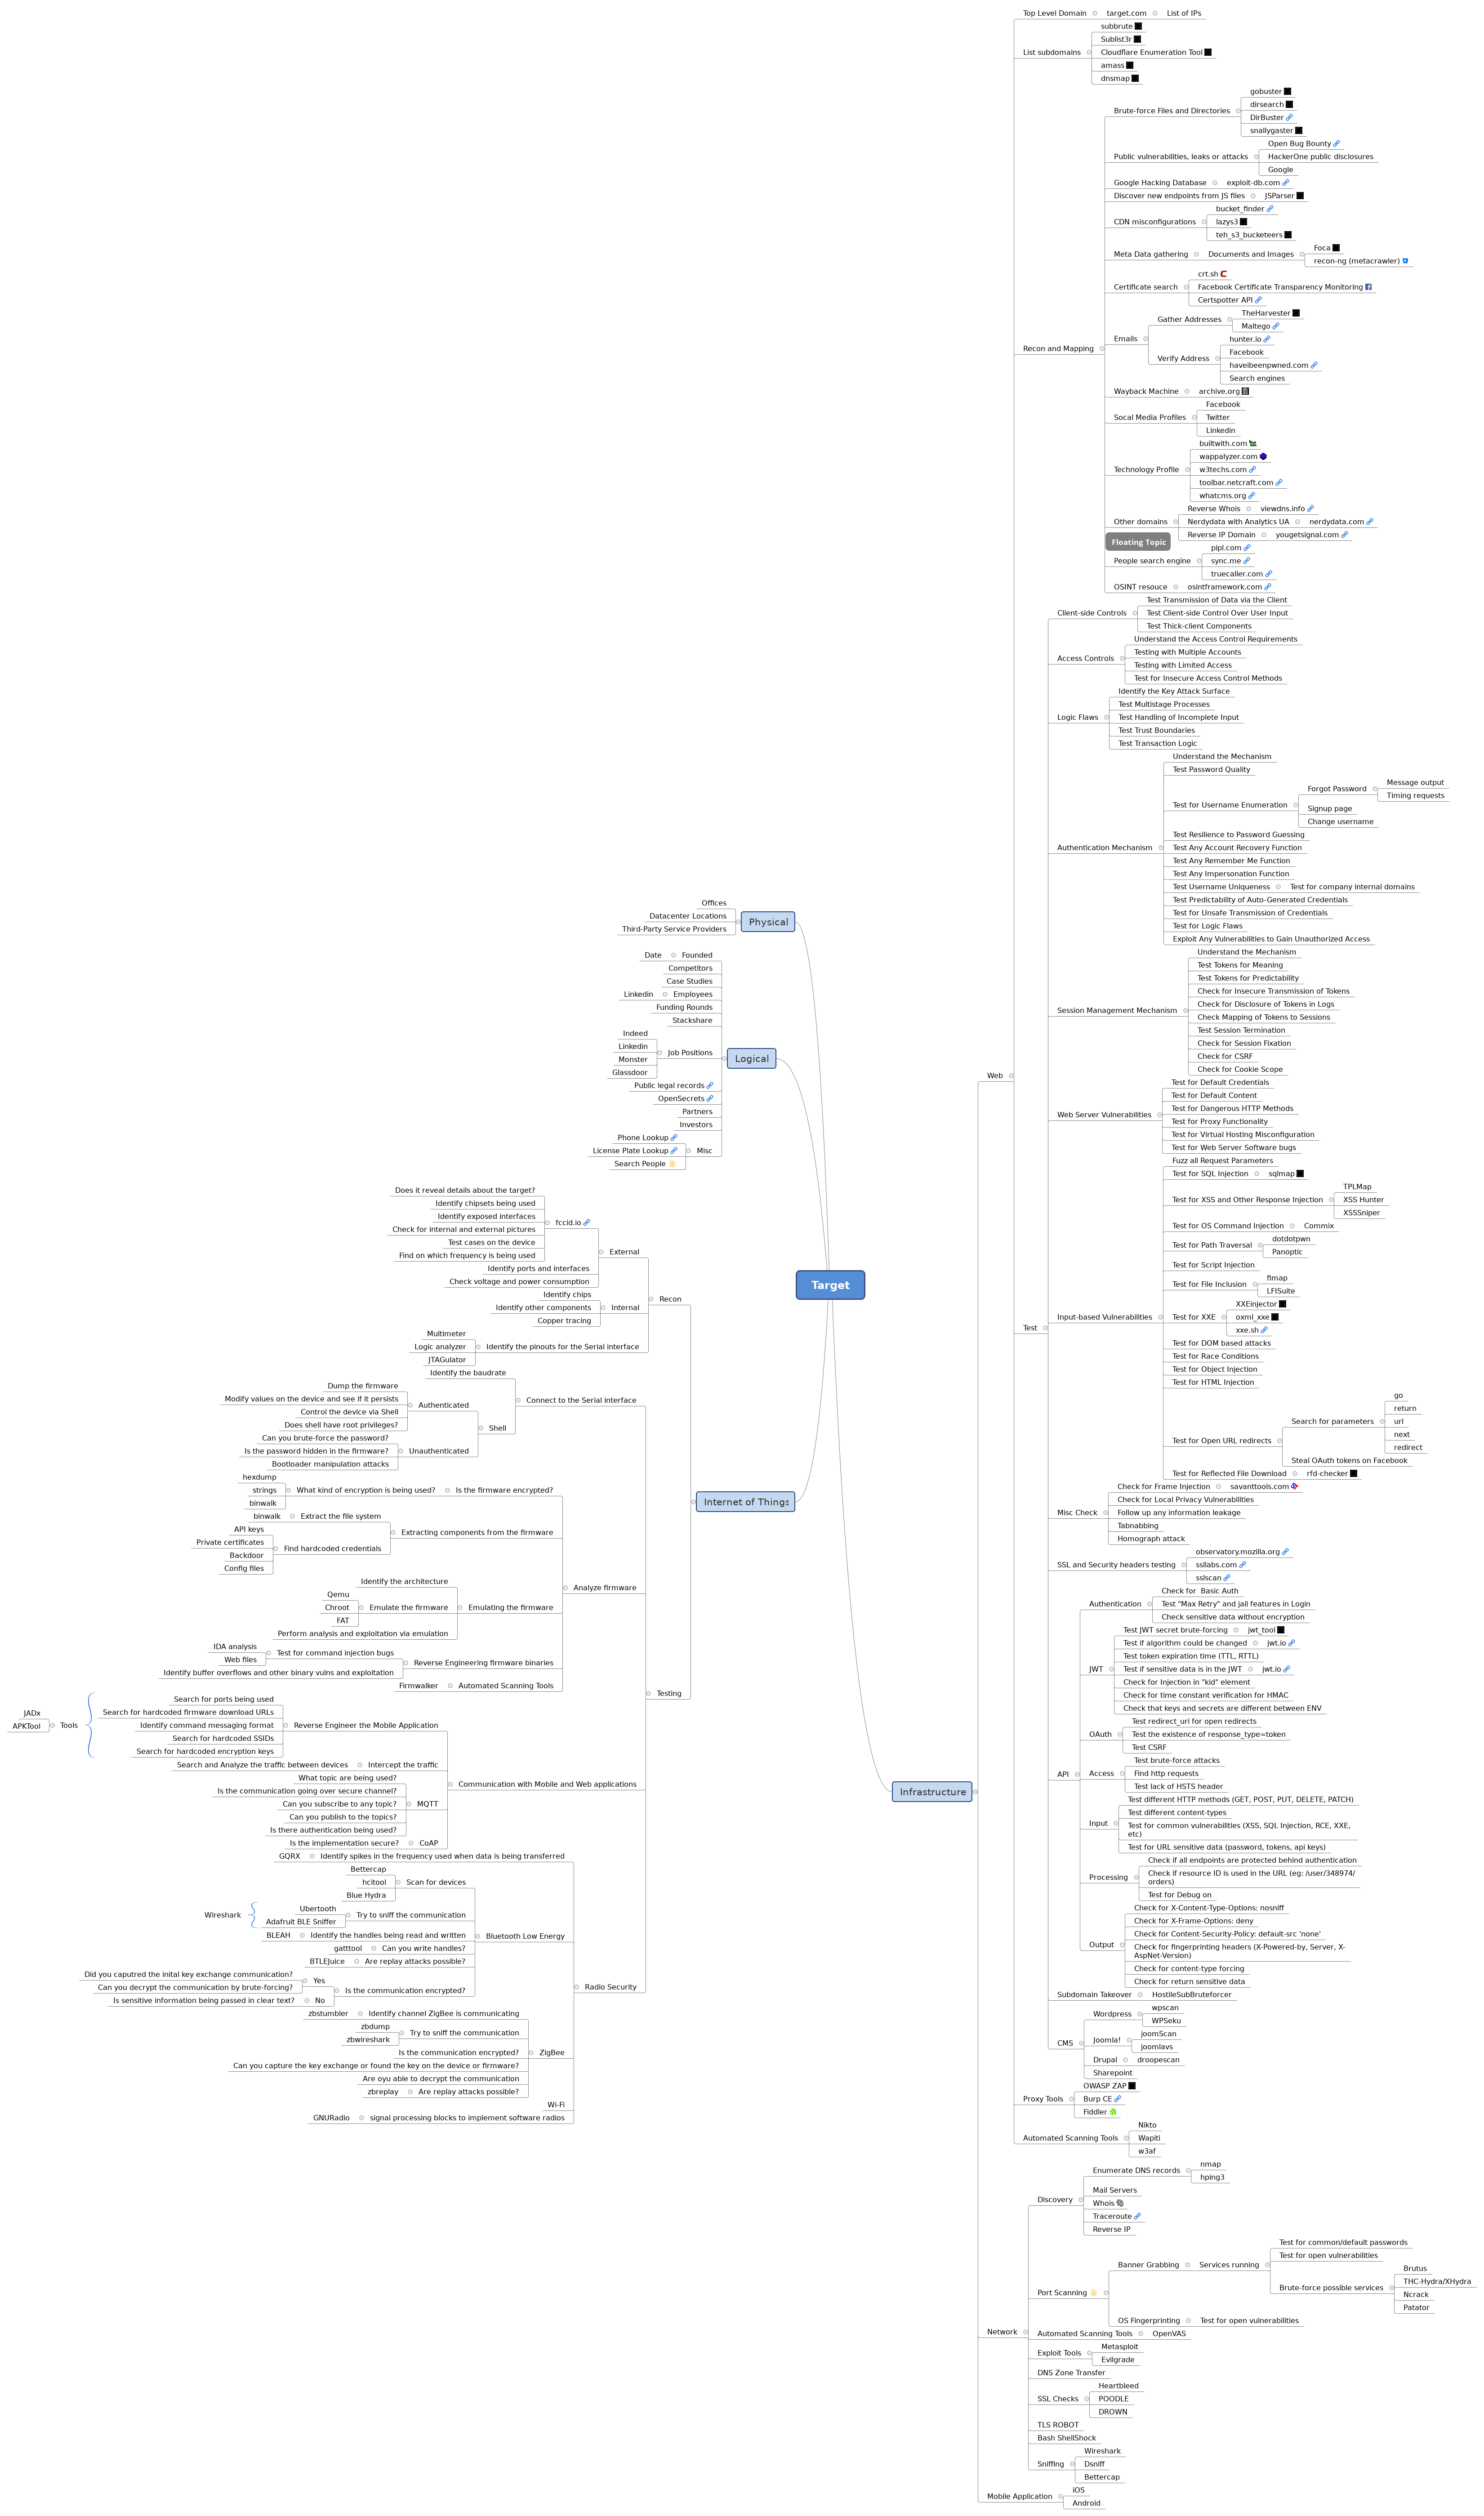 Target
Physical
Offices
Datacenter Locations
Third-Party Service Providers
Logical
Date
Founded
Competitors
Case Studies
Linkedin
Employees
Funding Rounds
Stackshare
Indeed
Linkedin
Monster
Glassdoor
Job Positions
Public legal records
OpenSecrets
Partners
Investors
Phone Lookup
License Plate Lookup
Search People
Misc
Internet of Things
Recon
External
fccid.io
Does it reveal details about the target?
Identify chipsets being used
Identify exposed interfaces
Check for internal and external pictures
Test cases on the device
Find on which frequency is being used
Identify ports and interfaces
Check voltage and power consumption
Internal
Identify chips
Identify other components
Copper tracing
Identify the pinouts for the Serial interface
Multimeter
Logic analyzer
JTAGulator
Testing
Connect to the Serial interface
Identify the baudrate
Shell
Authenticated
Dump the firmware
Modify values on the device and see if it persists
Control the device via Shell
Does shell have root privileges?
Unauthenticated
Can you brute-force the password?
Is the password hidden in the firmware?
Bootloader manipulation attacks
Analyze firmware
Is the firmware encrypted?
What kind of encryption is being used?
hexdump
strings
binwalk
Extracting components from the firmware
Extract the file system
binwalk
Find hardcoded credentials
API keys
Private certificates
Backdoor
Config files
Emulating the firmware
Identify the architecture
Emulate the firmware
Qemu
Chroot
FAT
Perform analysis and exploitation via emulation
Reverse Engineering firmware binaries
Test for command injection bugs
IDA analysis
Web files
Identify buffer overflows and other binary vulns and exploitation
Automated Scanning Tools
Firmwalker
Communication with Mobile and Web applications
Reverse Engineer the Mobile Application
Search for ports being used
Search for hardcoded firmware download URLs
Identify command messaging format
Search for hardcoded SSIDs
Search for hardcoded encryption keys
Tools
JADx
APKTool
Intercept the traffic
Search and Analyze the traffic between devices
MQTT
What topic are being used?
Is the communication going over secure channel?
Can you subscribe to any topic?
Can you publish to the topics?
Is there authentication being used?
CoAP
Is the implementation secure?
Radio Security
Identify spikes in the frequency used when data is being transferred
GQRX
Bluetooth Low Energy
Scan for devices
Bettercap
hcitool
Blue Hydra
Try to sniff the communication
Ubertooth
Adafruit BLE Sniffer
Wireshark
Identify the handles being read and written
BLEAH
Can you write handles?
gatttool
Are replay attacks possible?
BTLEJuice
Is the communication encrypted?
Yes
Did you caputred the inital key exchange communication?
Can you decrypt the communication by brute-forcing?
No
Is sensitive information being passed in clear text?
ZigBee
Identify channel ZigBee is communicating
zbstumbler
Try to sniff the communication
zbdump
zbwireshark
Is the communication encrypted?
Can you capture the key exchange or found the key on the device or firmware?
Are oyu able to decrypt the communication
Are replay attacks possible?
zbreplay
Wi-Fi
signal processing blocks to implement software radios
GNURadio
Infrastructure
Web
Top Level Domain
target.com
List of IPs
List subdomains
subbrute
Sublist3r
Cloudflare Enumeration Tool
amass
dnsmap
Recon and Mapping
Brute-force Files and Directories
gobuster
dirsearch
DirBuster
snallygaster
Public vulnerabilities, leaks or attacks
Open Bug Bounty
HackerOne public disclosures
Google
Google Hacking Database
exploit-db.com
Discover new endpoints from JS files
JSParser
CDN misconfigurations
bucket_finder
lazys3
teh_s3_bucketeers
Meta Data gathering
Documents and Images
Foca
recon-ng (metacrawler)
Certificate search
crt.sh
Facebook Certificate Transparency Monitoring
Certspotter API
Emails
Gather Addresses
TheHarvester
Maltego
Verify Address
hunter.io
Facebook
haveibeenpwned.com
Search engines
Wayback Machine
archive.org
Socal Media Profiles
Facebook
Twitter
Linkedin
Technology Profile
builtwith.com
wappalyzer.com
w3techs.com
toolbar.netcraft.com
whatcms.org
Other domains
Reverse Whois
viewdns.info
Nerdydata with Analytics UA
nerdydata.com
Reverse IP Domain
yougetsignal.com
Floating Topic
People search engine
pipl.com
sync.me
truecaller.com
OSINT resouce
osintframework.com
Test
Client-side Controls
Test Transmission of Data via the Client
Test Client-side Control Over User Input
Test Thick-client Components
Access Controls
Understand the Access Control Requirements
Testing with Multiple Accounts
Testing with Limited Access
Test for Insecure Access Control Methods
Logic Flaws
Identify the Key Attack Surface
Test Multistage Processes
Test Handling of Incomplete Input
Test Trust Boundaries
Test Transaction Logic
Authentication Mechanism
Understand the Mechanism
Test Password Quality
Test for Username Enumeration
Forgot Password
Message output
Timing requests
Signup page
Change username
Test Resilience to Password Guessing
Test Any Account Recovery Function
Test Any Remember Me Function
Test Any Impersonation Function
Test Username Uniqueness
Test for company internal domains
Test Predictability of Auto-Generated Credentials
Test for Unsafe Transmission of Credentials
Test for Logic Flaws
Exploit Any Vulnerabilities to Gain Unauthorized Access
Session Management Mechanism
Understand the Mechanism
Test Tokens for Meaning
Test Tokens for Predictability
Check for Insecure Transmission of Tokens
Check for Disclosure of Tokens in Logs
Check Mapping of Tokens to Sessions
Test Session Termination
Check for Session Fixation
Check for CSRF
Check for Cookie Scope
Web Server Vulnerabilities
Test for Default Credentials
Test for Default Content
Test for Dangerous HTTP Methods
Test for Proxy Functionality
Test for Virtual Hosting Misconfiguration
Test for Web Server Software bugs
Input-based Vulnerabilities
Fuzz all Request Parameters
Test for SQL Injection
sqlmap
Test for XSS and Other Response Injection
TPLMap
XSS Hunter
XSSSniper
Test for OS Command Injection
Commix
Test for Path Traversal
dotdotpwn
Panoptic
Test for Script Injection
Test for File Inclusion
fimap
LFISuite
Test for XXE
XXEinjector
oxml_xxe
xxe.sh
Test for DOM based attacks
Test for Race Conditions
Test for Object Injection
Test for HTML Injection
Test for Open URL redirects
Search for parameters
go
return
url
next
redirect
Steal OAuth tokens on Facebook
Test for Reflected File Download
rfd-checker
Misc Check
Check for Frame Injection
savanttools.com
Check for Local Privacy Vulnerabilities
Follow up any information leakage
Tabnabbing
Homograph attack
SSL and Security headers testing
observatory.mozilla.org
ssllabs.com
sslscan
API
Authentication
Check for  Basic Auth
Test "Max Retry" and jail features in Login
Check sensitive data without encryption
JWT
Test JWT secret brute-forcing
jwt_tool
Test if algorithm could be changed
jwt.io
Test token expiration time (TTL, RTTL)
Test if sensitive data is in the JWT
jwt.io
Check for Injection in "kid" element
Check for time constant verification for HMAC
Check that keys and secrets are different between ENV
OAuth
Test redirect_uri for open redirects
Test the existence of response_type=token
Test CSRF
Access
Test brute-force attacks
Find http requests
Test lack of HSTS header
Input
Test different HTTP methods (GET, POST, PUT, DELETE, PATCH)
Test different content-types
Test for common vulnerabilities (XSS, SQL Injection, RCE, XXE,
etc)
Test for URL sensitive data (password, tokens, api keys)
Processing
Check if all endpoints are protected behind authentication
Check if resource ID is used in the URL (eg: /user/348974/
orders)
Test for Debug on
Output
Check for X-Content-Type-Options: nosniff
Check for X-Frame-Options: deny
Check for Content-Security-Policy: default-src 'none'
Check for fingerprinting headers (X-Powered-by, Server, X-
AspNet-Version)
Check for content-type forcing
Check for return sensitive data
Subdomain Takeover
HostileSubBruteforcer
CMS
Wordpress
wpscan
WPSeku
Joomla!
joomScan
joomlavs
Drupal
droopescan
Sharepoint
Proxy Tools
OWASP ZAP
Burp CE
Fiddler
Automated Scanning Tools
Nikto
Wapiti
w3af
Network
Discovery
Enumerate DNS records
nmap
hping3
Mail Servers
Whois
Traceroute
Reverse IP
Port Scanning
Banner Grabbing
Services running
Test for common/default passwords
Test for open vulnerabilities
Brute-force possible services
Brutus
THC-Hydra/XHydra
Ncrack
Patator
OS Fingerprinting
Test for open vulnerabilities
Automated Scanning Tools
OpenVAS
Exploit Tools
Metasploit
Evilgrade
DNS Zone Transfer
SSL Checks
Heartbleed
POODLE
DROWN
TLS ROBOT
Bash ShellShock
Sniffing
Wireshark
Dsniff
Bettercap
Mobile Application
iOS
Android